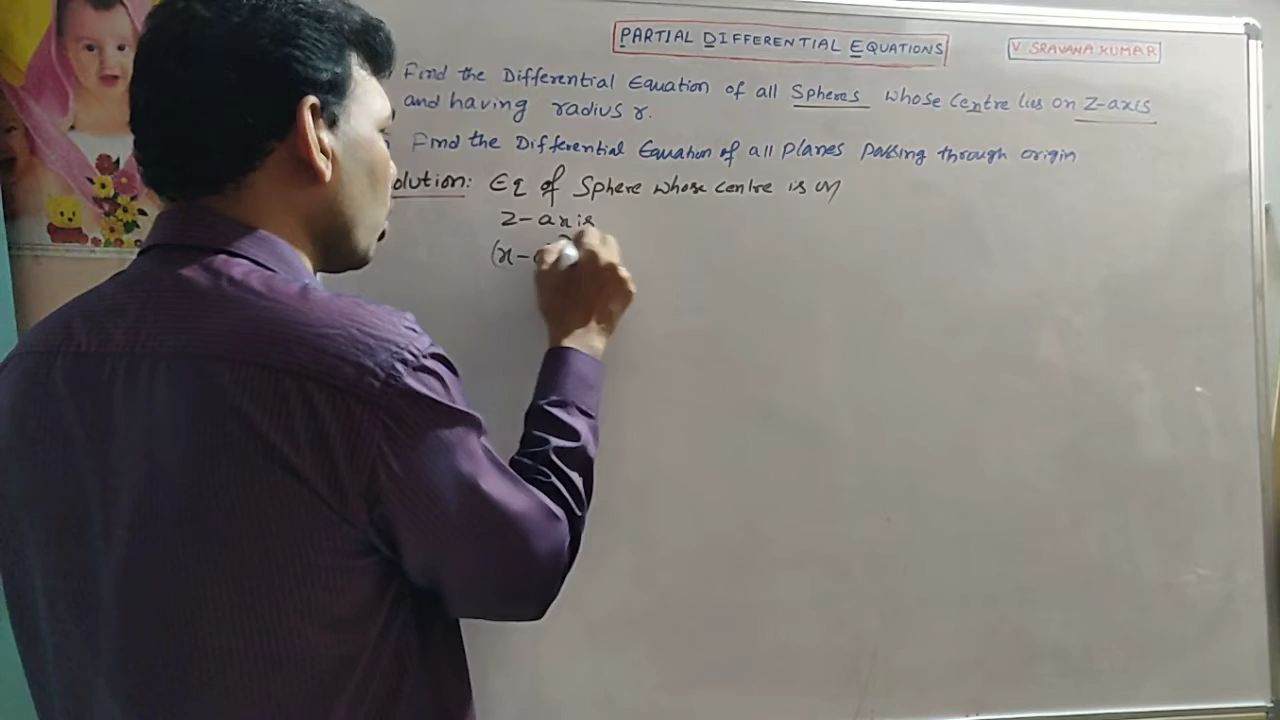 PARTIAL DIFFERENTIAL EQUATIONS
V SRAVANA KUMAR
Find the Differential Equation of all Spheres whose Centre lies on Z-axis
and having radius r.
Find the Differential Equation of all planes passing through origin
olution: Eq of Sphere whose centre is on
Z-axis
(x-